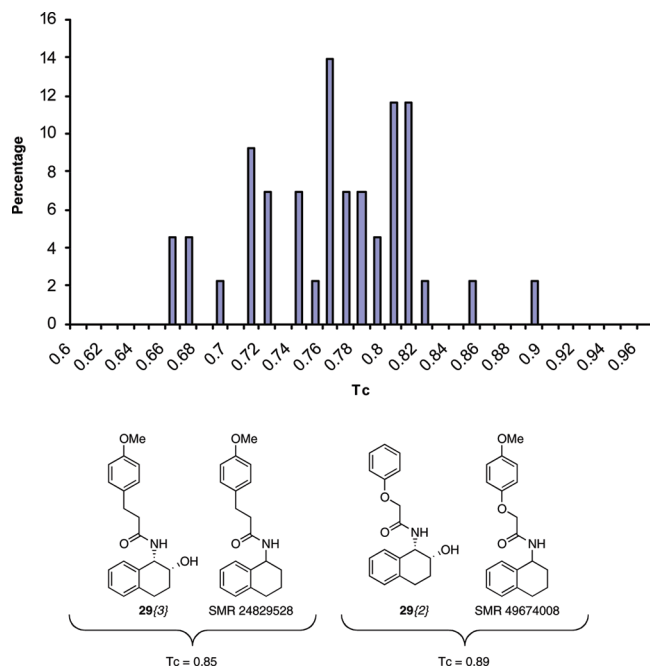 16
14
12
10
8
6
4
2
0
Percentage
0.6 0.62 0.64 0.66 0.68 0.7 0.72 0.74 0.76 0.78 0.8 0.82 0.84 0.86 0.88 0.9 0.92 0.94 0.96
Tc
OMe OMe OMe
O O
O NH O NH O NH O NH
OH OH
29{3} SMR 24829528 29{2} SMR 49674008
Tc = 0.85 Tc = 0.89